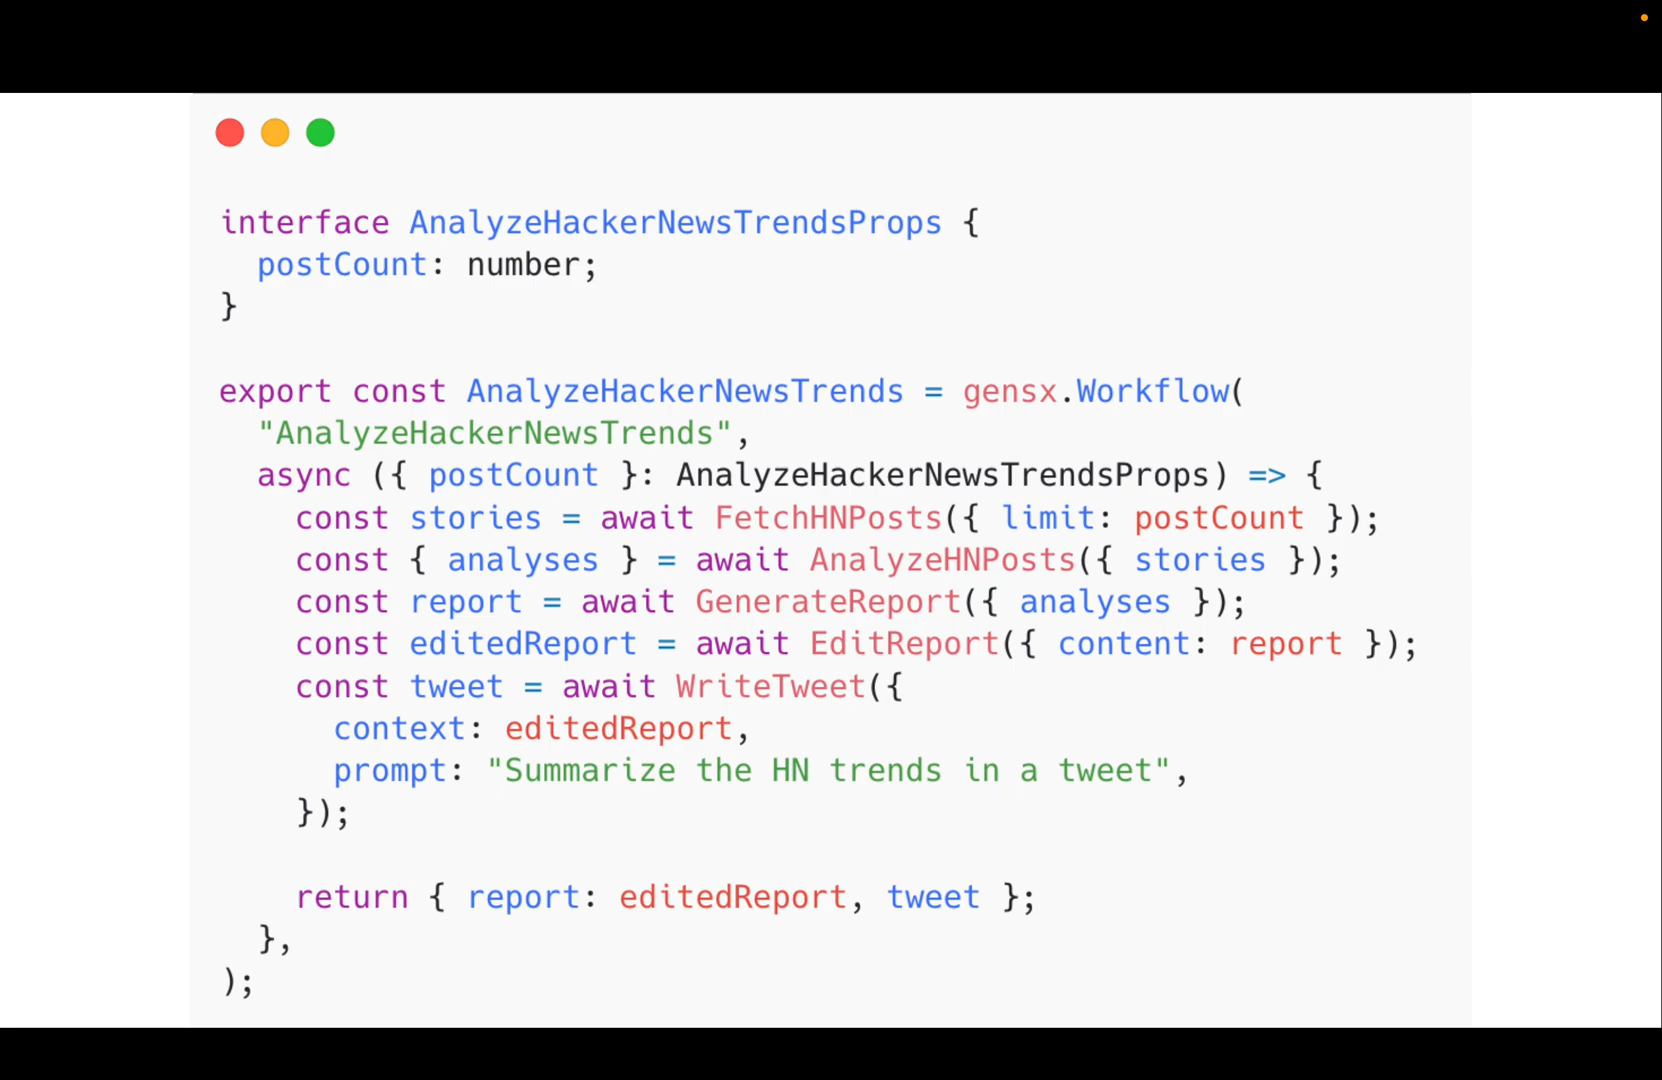 interface AnalyzeHackerNewsTrendsProps {
  postCount: number;
}
export const AnalyzeHackerNewsTrends = gensx.Workflow(
  "AnalyzeHackerNewsTrends",
  async ({ postCount }: AnalyzeHackerNewsTrendsProps) => {
    const stories = await FetchHNPosts({ limit: postCount });
    const { analyses } = await AnalyzeHNPosts({ stories });
    const report = await GenerateReport({ analyses });
    const editedReport = await EditReport({ content: report });
    const tweet = await WriteTweet({
      context: editedReport,
      prompt: "Summarize the HN trends in a tweet",
    });
    return { report: editedReport, tweet };
  },
);